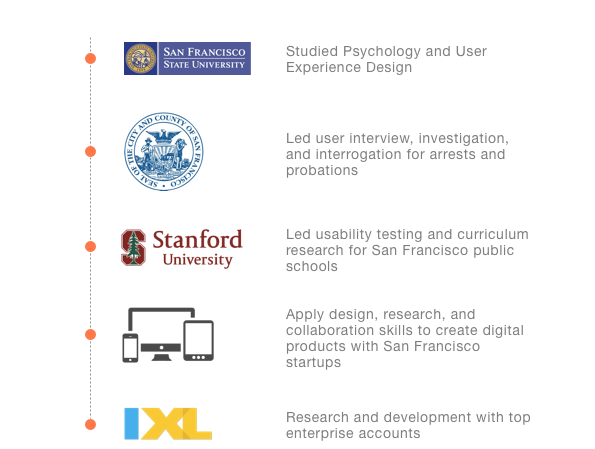 SAN FRANCISCO
STATE UNIVERSITY
Studied Psychology and User
Experience Design
SEAL OF THE CITY AND COUNTY OF SAN FRANCISCO
Led user interview, investigation,
and interrogation for arrests and
probations
Stanford
University
Led usability testing and curriculum
research for San Francisco public
schools
Apply design, research, and
collaboration skills to create digital
products with San Francisco
startups
IXL
Research and development with top
enterprise accounts